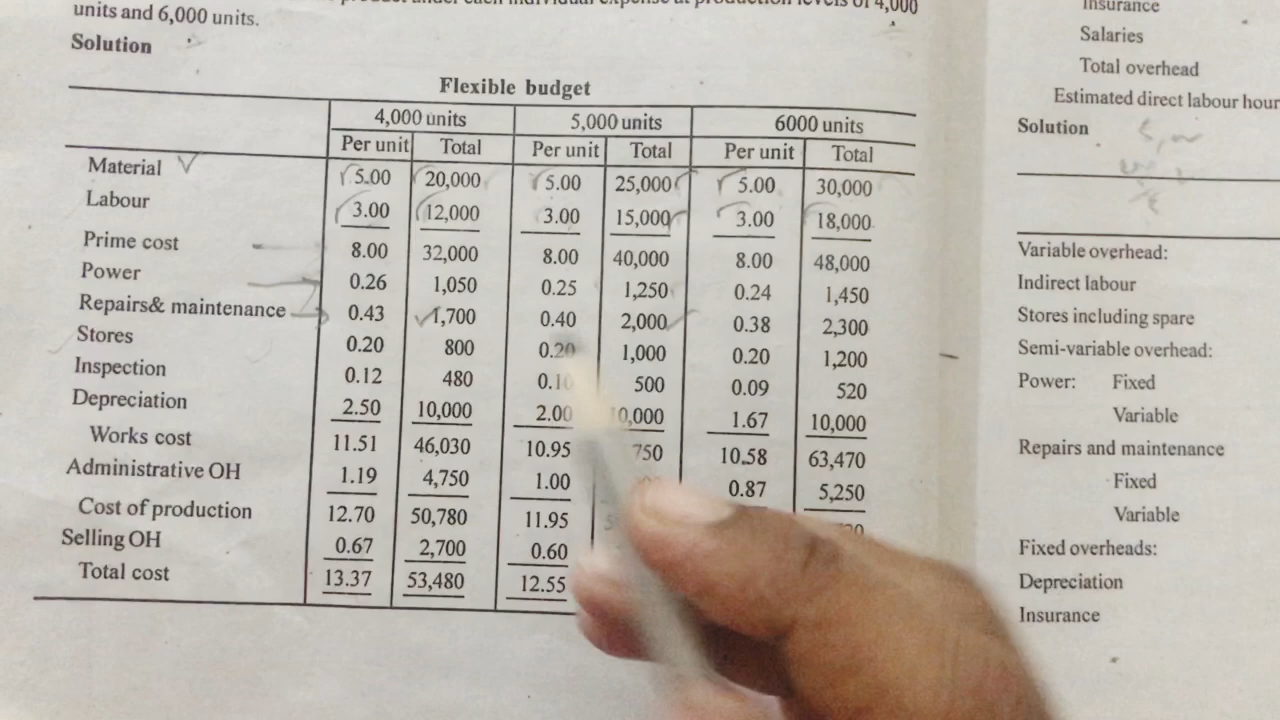 units and 6,000 units.
Solution
Flexible budget
4,000 units 5,000 units 6000 units
Per unit Total Per unit Total Per unit Total
Material 5.00 20,000 5.00 25,000 5.00 30,000
Labour 3.00 12,000 3.00 15,000 3.00 18,000
Prime cost 8.00 32,000 8.00 40,000 8.00 48,000
Power 0.26 1,050 0.25 1,250 0.24 1,450
Repairs& maintenance 0.43 1,700 0.40 2,000 0.38 2,300
Stores 0.20 800 0.20 1,000 0.20 1,200
Inspection 0.12 480 0.10 500 0.09 520
Depreciation 2.50 10,000 2.00 10,000 1.67 10,000
Works cost 11.51 46,030 10.95 750 10.58 63,470
Administrative OH 1.19 4,750 1.00 0.87 5,250
Cost of production 12.70 50,780 11.95
Selling OH 0.67 2,700 0.60
Total cost 13.37 53,480 12.55
Insurance
Salaries
Total overhead
Estimated direct labour hour
Solution
Variable overhead:
Indirect labour
Stores including spare
Semi-variable overhead:
Power: Fixed
Variable
Repairs and maintenance
Fixed
Variable
Fixed overheads:
Depreciation
Insurance